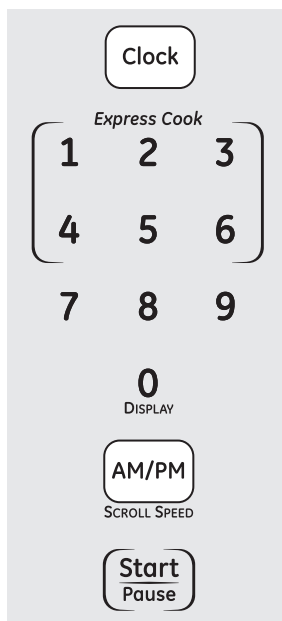 Clock
Express Cook
1 2 3
4 5 6
7 8 9
0
DISPLAY
AM/PM
SCROLL SPEED
Start
Pause